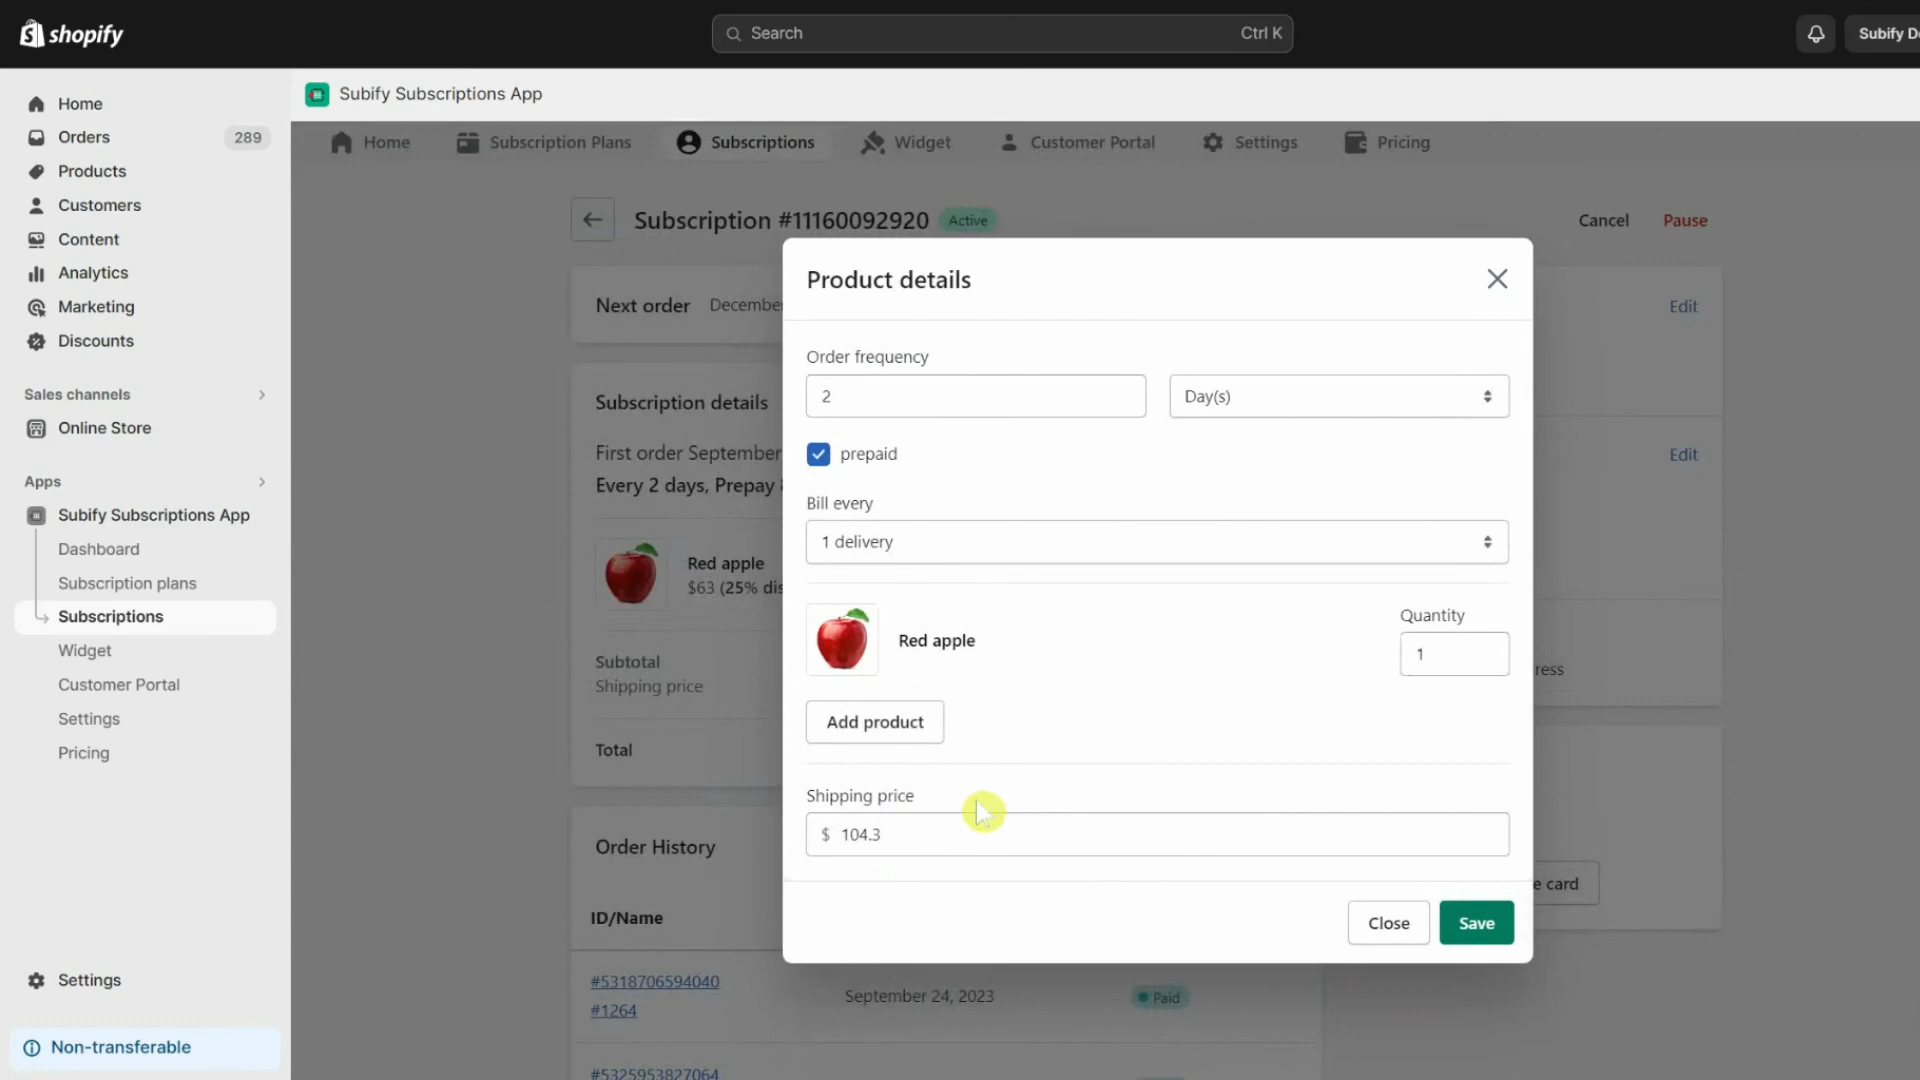 shopify
Search
Ctrl K
Subify De
Home
Orders
289
Products
Customers
Content
Analytics
Marketing
Discounts
Sales channels
Online Store
Apps
Subify Subscriptions App
Dashboard
Subscription plans
Subscriptions
Widget
Customer Portal
Settings
Pricing
Settings
Non-transferable
Subify Subscriptions App
Home
Subscription Plans
Subscriptions
Widget
Customer Portal
Settings
Pricing
Subscription #11160092920
Active
Cancel
Pause
Next order
December
Edit
Subscription details
First order September
Every 2 days, Prepay
Edit
Red apple
$63 (25% dis
Subtotal
Shipping price
Total
ress
Order History
e card
ID/Name
#5318706594040
#1264
September 24, 2023
Paid
#5325953827064
Product details
Order frequency
2
Day(s)
prepaid
Bill every
1 delivery
Red apple
Quantity
1
Add product
Shipping price
$ 104.3
Close
Save